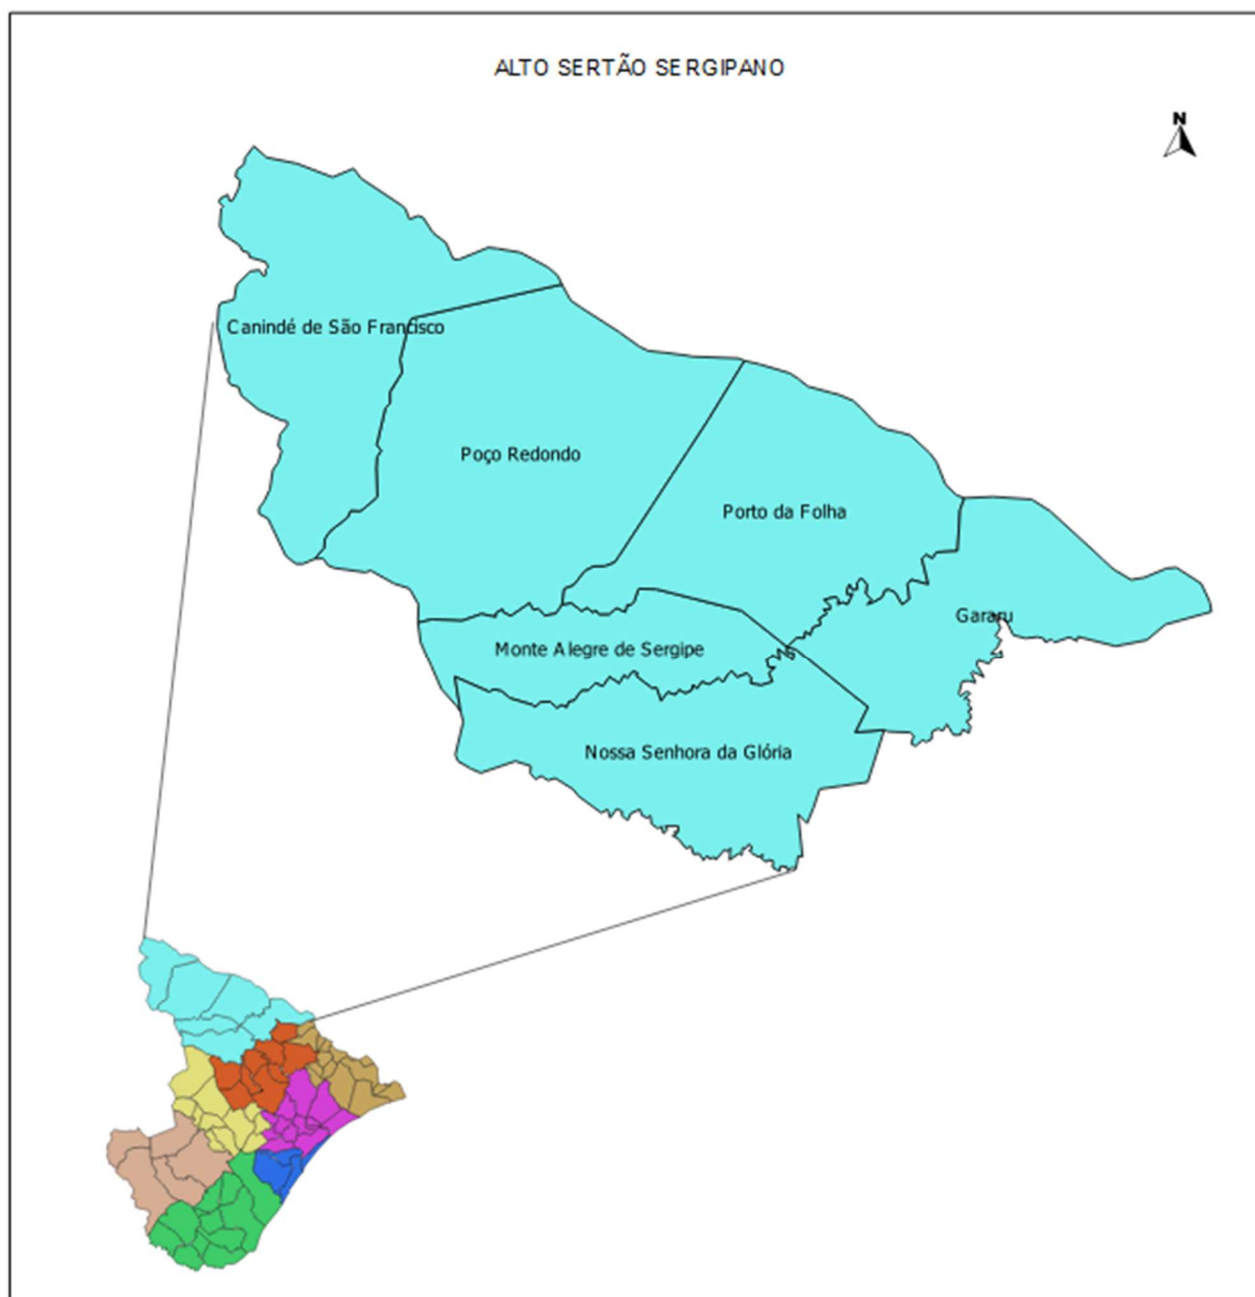 ALTO SERTÃO SERGIPANO
N
Canindé de São Francisco
Poço Redondo
Porto da Folha
Gararu
Monte Alegre de Sergipe
Nossa Senhora da Glória